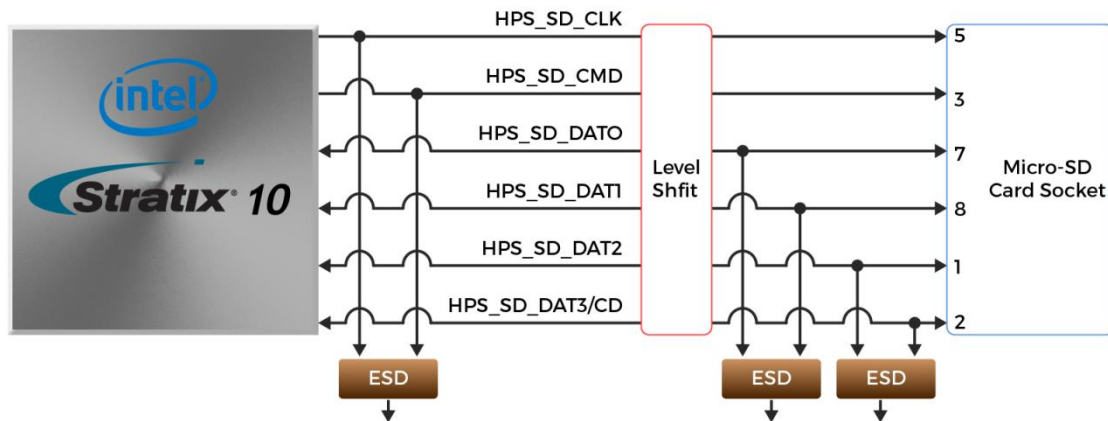 HPS_SD_CLK
5
HPS_SD_CMD
3
intel®
HPS_SD_DATO
7
Level
Shfit
Micro-SD
Card Socket
Stratix® 10
HPS_SD_DAT1
8
HPS_SD_DAT2
1
HPS_SD_DAT3/CD
2
ESD
ESD
ESD